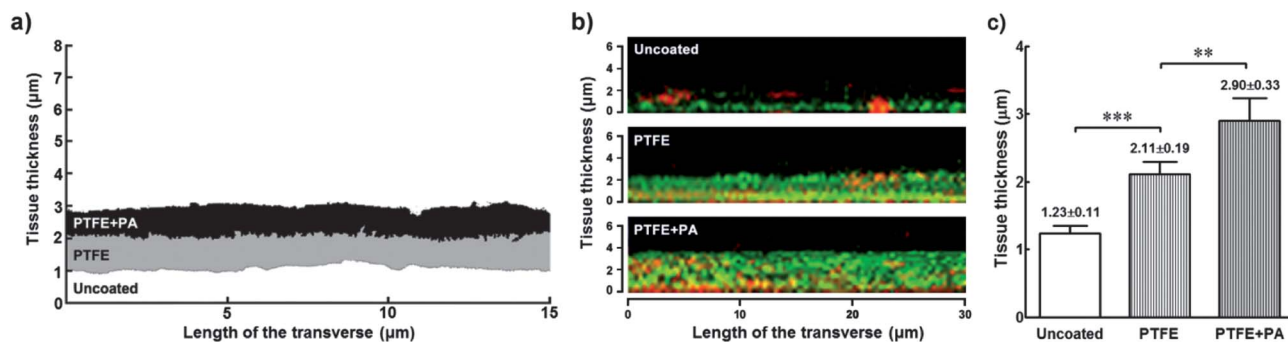 a)
Tissue thickness (μm)
8
7
6
5
4
3
2
1
0
PTFE+PA
PTFE
Uncoated
5
10
15
Length of the transverse (μm)
b)
Tissue thickness (μm)
Uncoated
6
4
2
0
PTFE
6
4
2
0
PTFE+PA
6
4
2
0
0
10
20
30
Length of the transverse (μm)
c)
Tissue thickness (μm)
4
3
2
1
0
**
2.90±0.33
***
2.11±0.19
1.23±0.11
Uncoated
PTFE
PTFE+PA